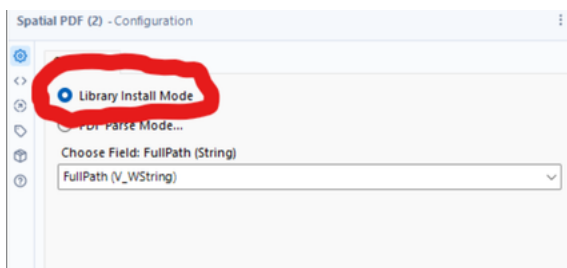 Spatial PDF (2) - Configuration
Library Install Mode
PDF Parse Mode...
Choose Field: FullPath (String)
FullPath (V_WString)